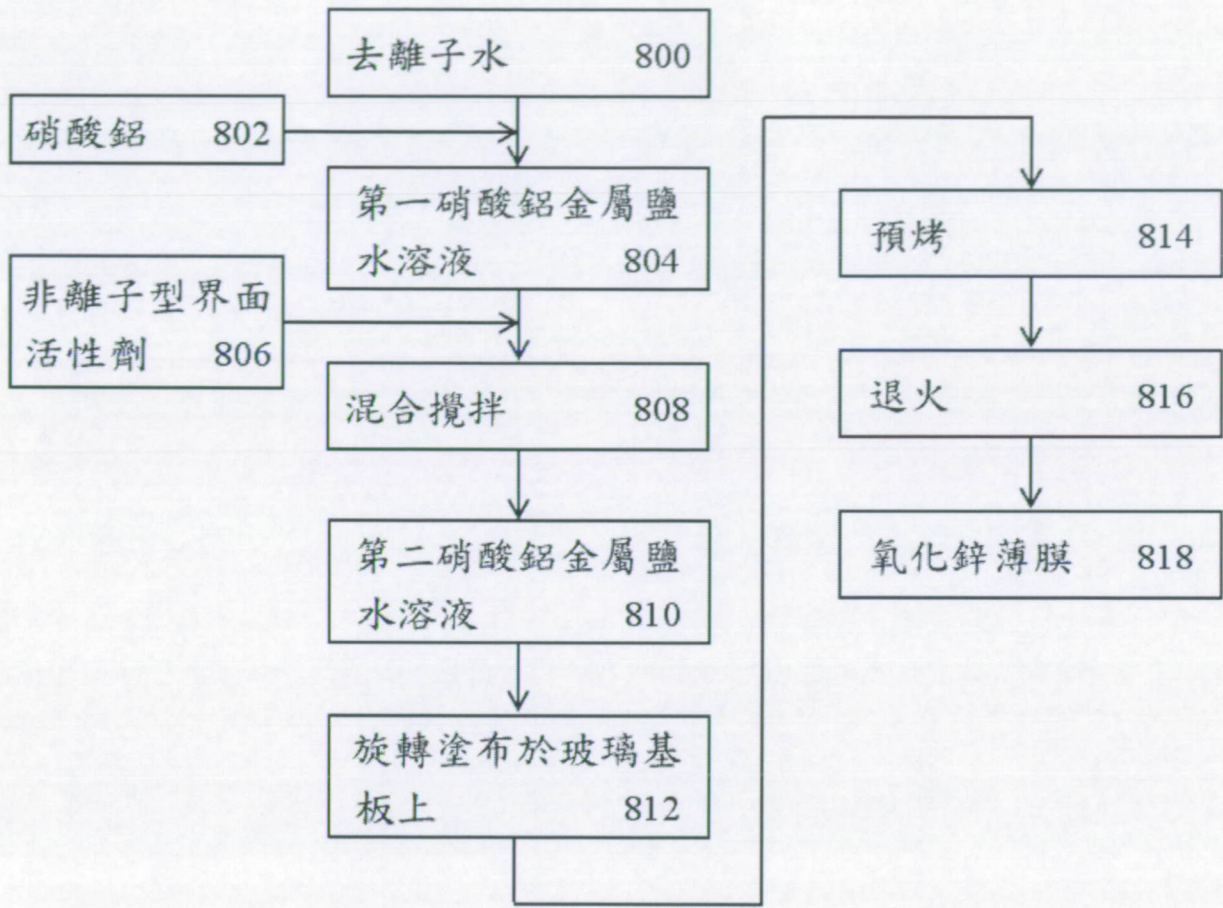 去離子水 800
硝酸鋁 802
第一硝酸鋁金屬鹽
水溶液 804
非離子型界面
活性劑 806
混合攪拌 808
第二硝酸鋁金屬鹽
水溶液 810
旋轉塗布於玻璃基
板上 812
預烤 814
退火 816
氧化鋅薄膜 818